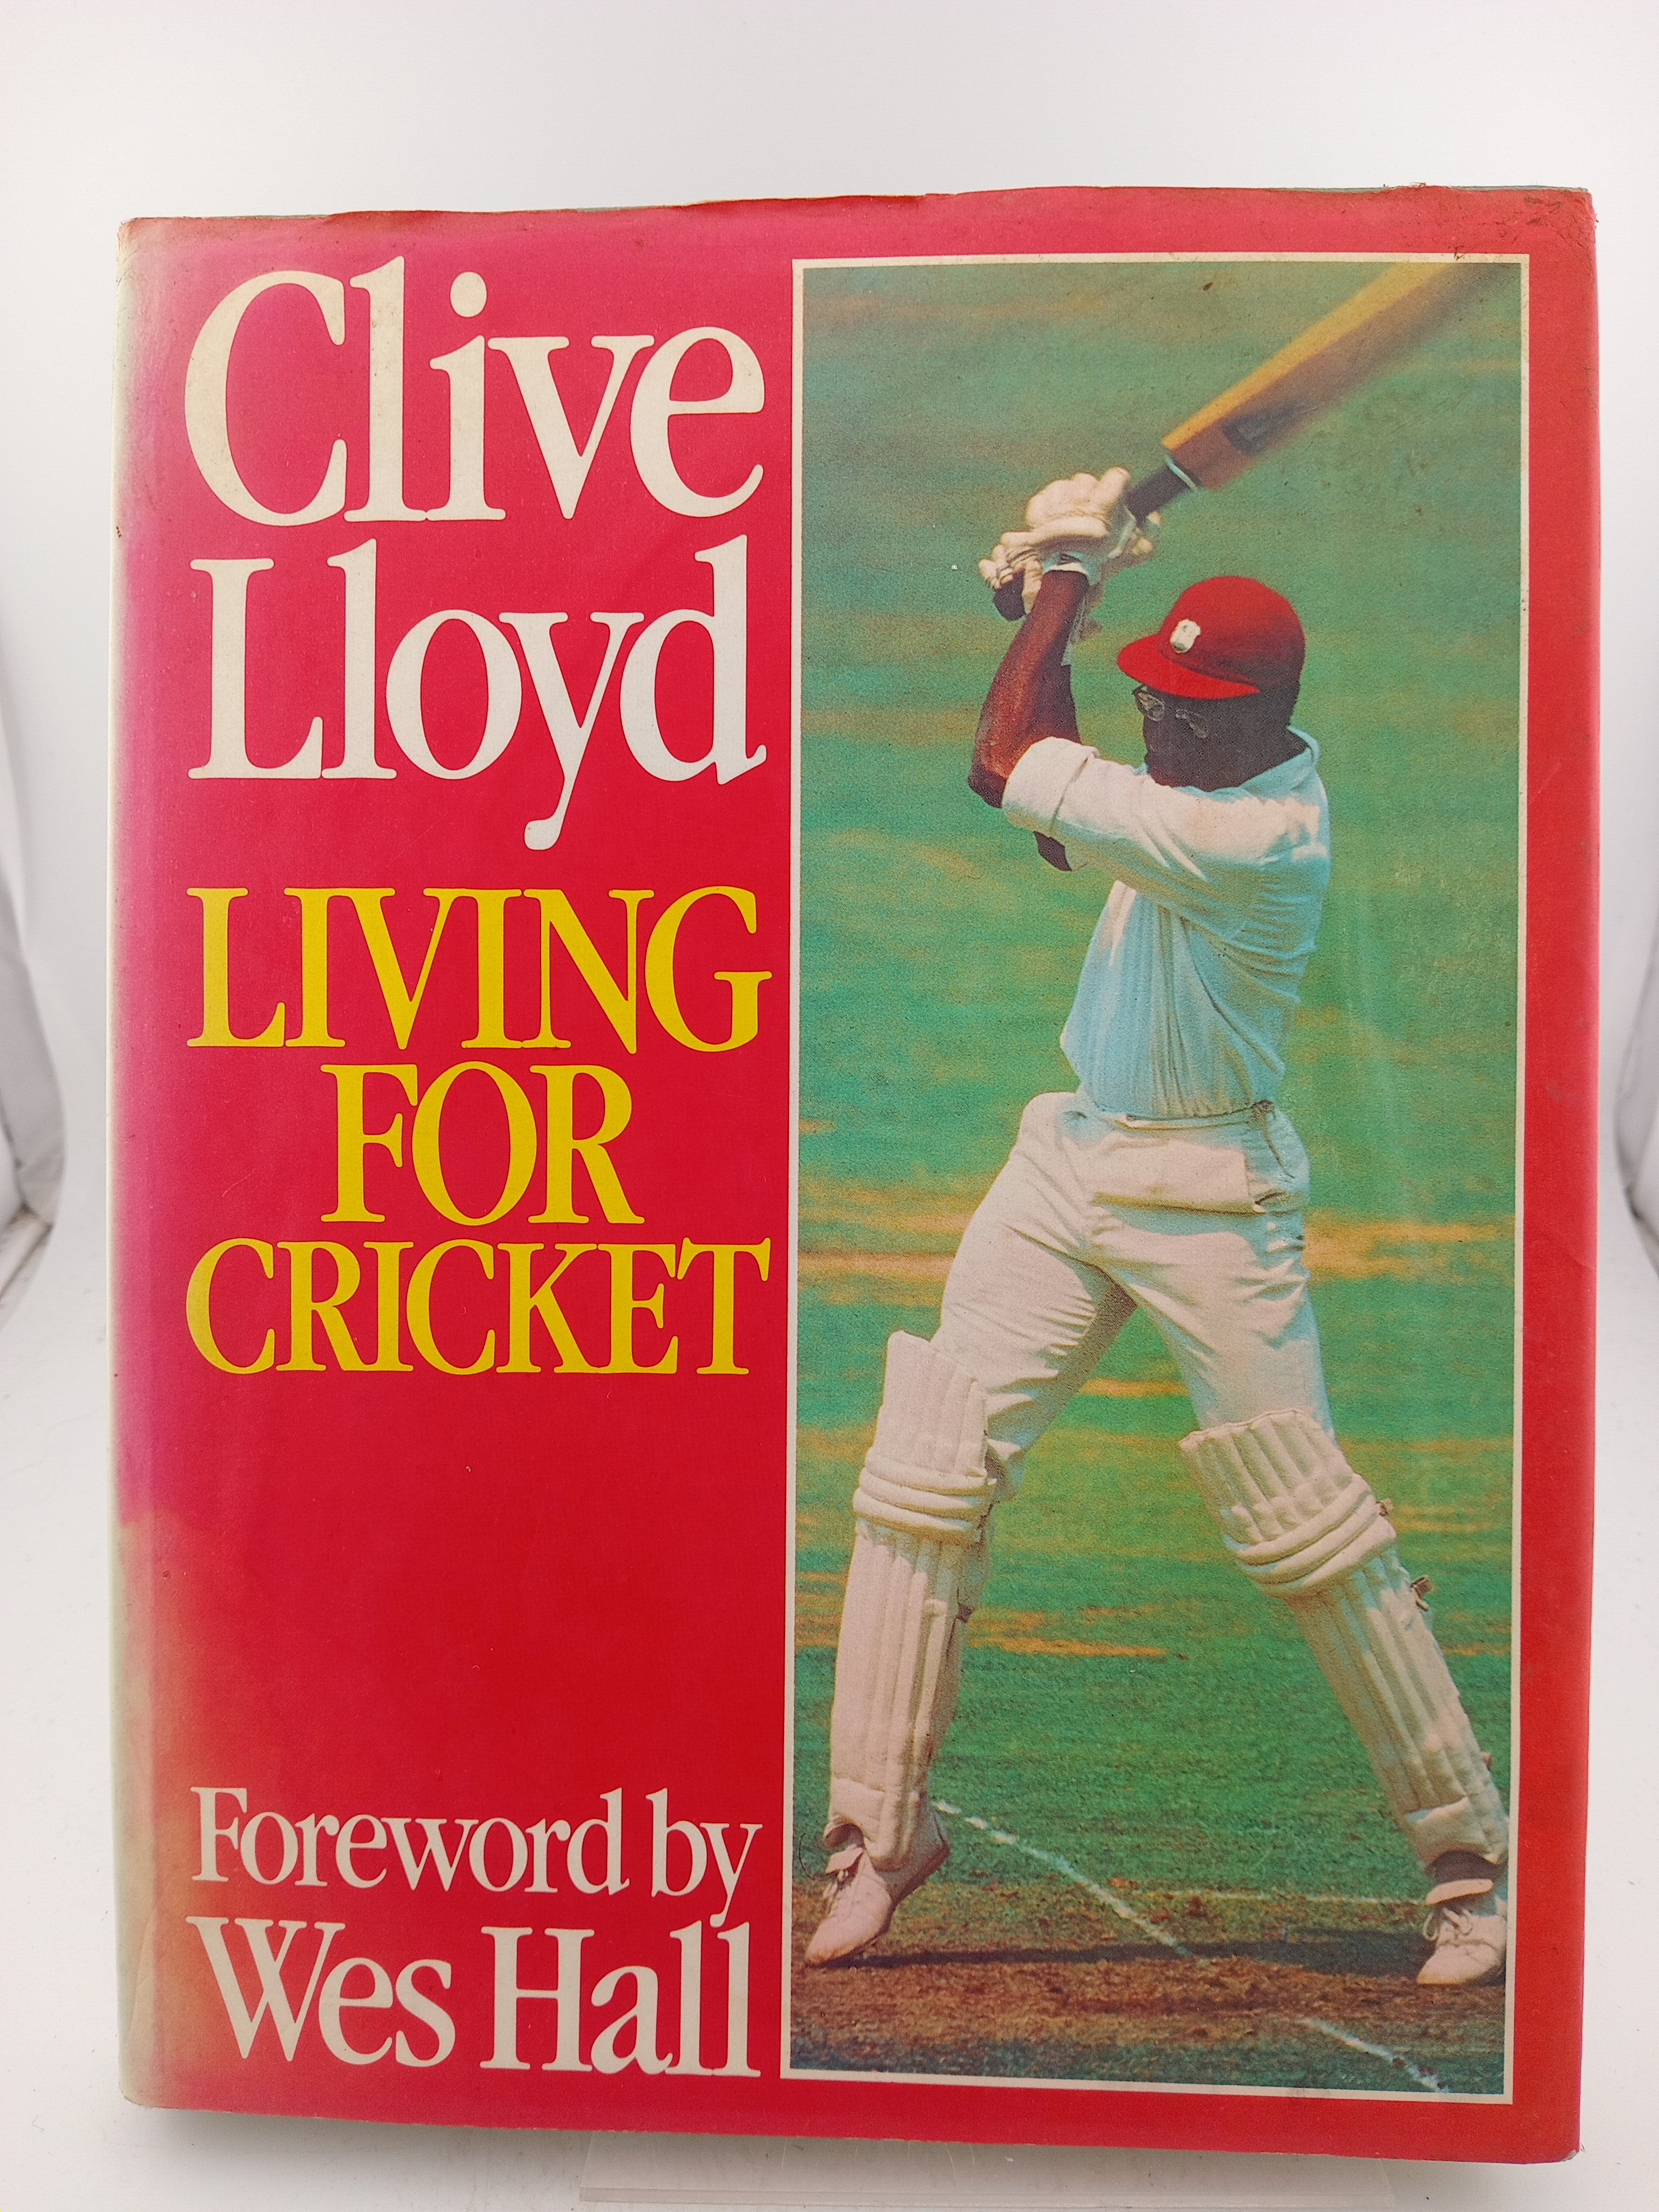 Clive
Lloyd
LIVING
FOR
CRICKET
Foreword by
Wes Hall